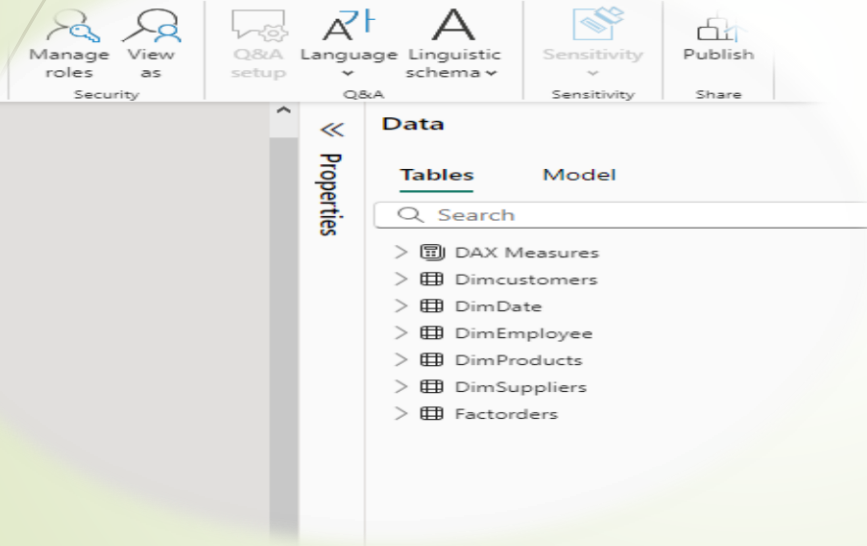 Manage roles
View as
Q&A setup
Language
Linguistic schema
Sensitivity
Publish
Security
Q&A
Sensitivity
Share
Properties
Data
Tables Model
Search
DAX Measures
Dimcustomers
DimDate
DimEmployee
DimProducts
DimSuppliers
Factorders